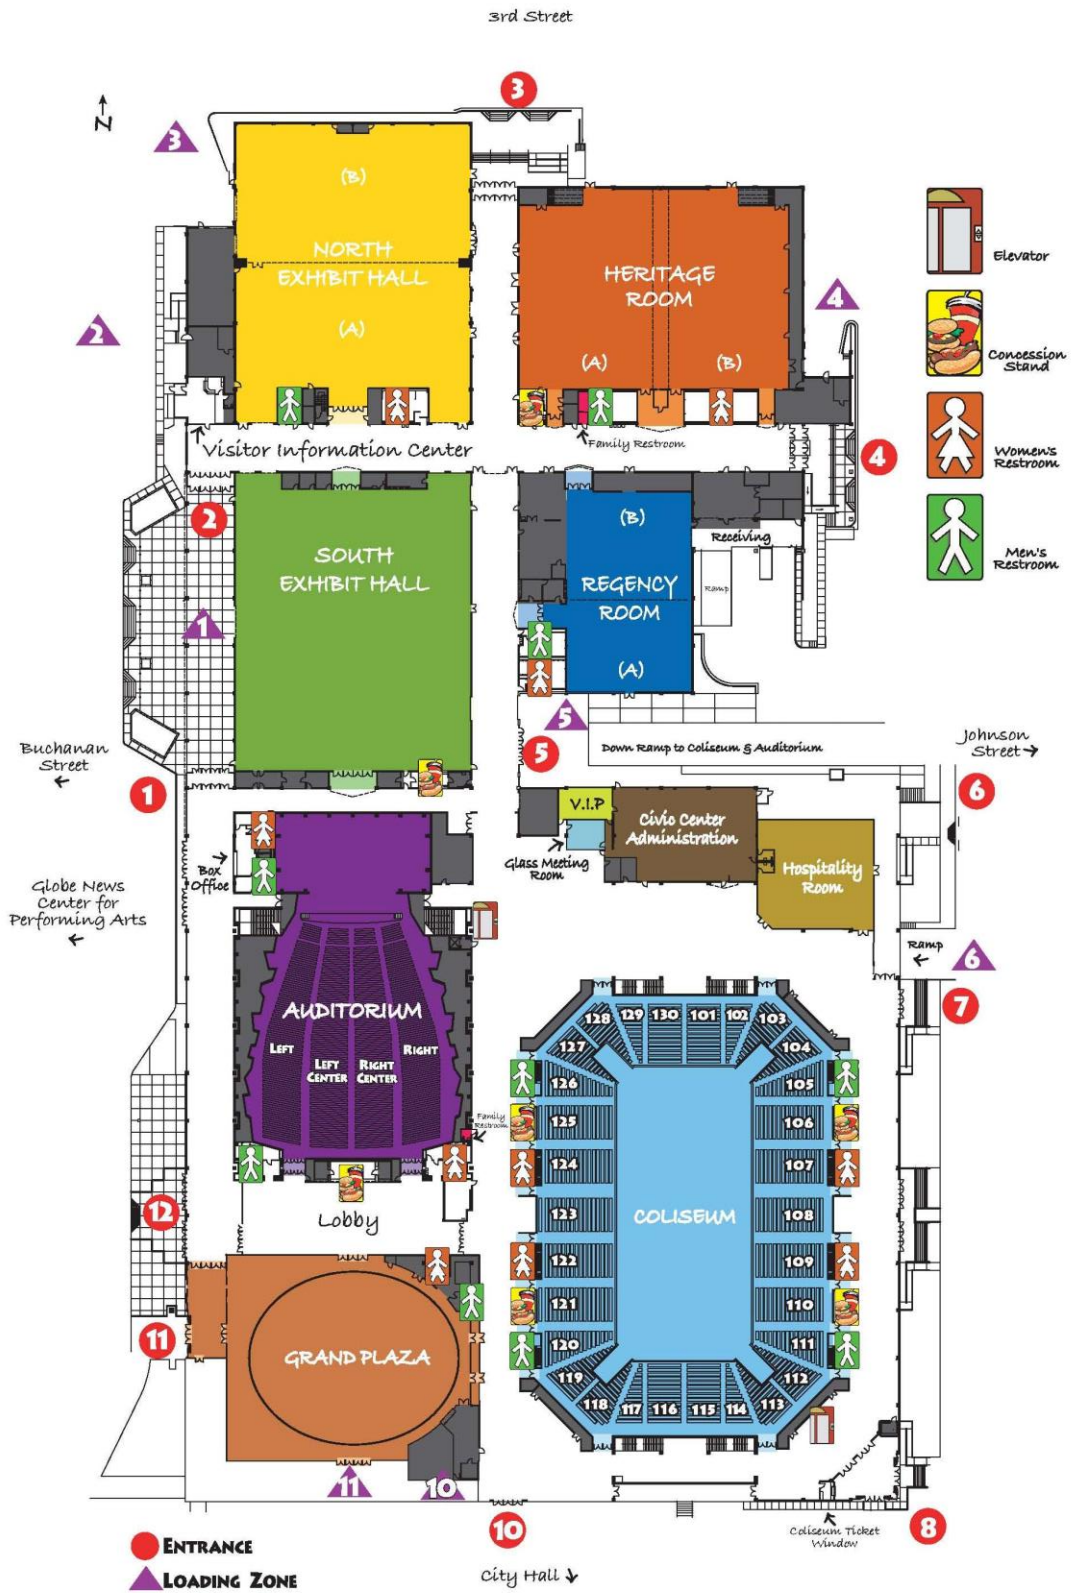 3rd Street
3
N
3
(B)
NORTH
EXHIBIT HALL
(A)
HERITAGE
ROOM
(A)
(B)
4
2
Elevator
Concession
Stand
Women's
Restroom
Men's
Restroom
Visitor Information Center
Family Restroom
4
2
SOUTH
EXHIBIT HALL
(B)
REGENCY
ROOM
(A)
Receiving
Ramp
1
5
5
Down Ramp to Coliseum & Auditorium
Buchanan
Street
Johnson
Street
1
6
V.I.P
Civic Center
Administration
Glass Meeting
Room
Hospitality
Room
Box
Office
Globe News
Center for
Performing Arts
Ramp
6
7
AUDITORIUM
LEFT
LEFT
CENTER
RIGHT
CENTER
RIGHT
Family
Restroom
Lobby
12
11
GRAND PLAZA
11
10
128
129
130
101
102
103
127
104
126
105
125
106
124
107
123
COLISEUM
108
122
109
121
110
120
111
119
112
118
117
116
115
114
113
10
8
Coliseum Ticket
Window
City Hall
ENTRANCE
LOADING ZONE